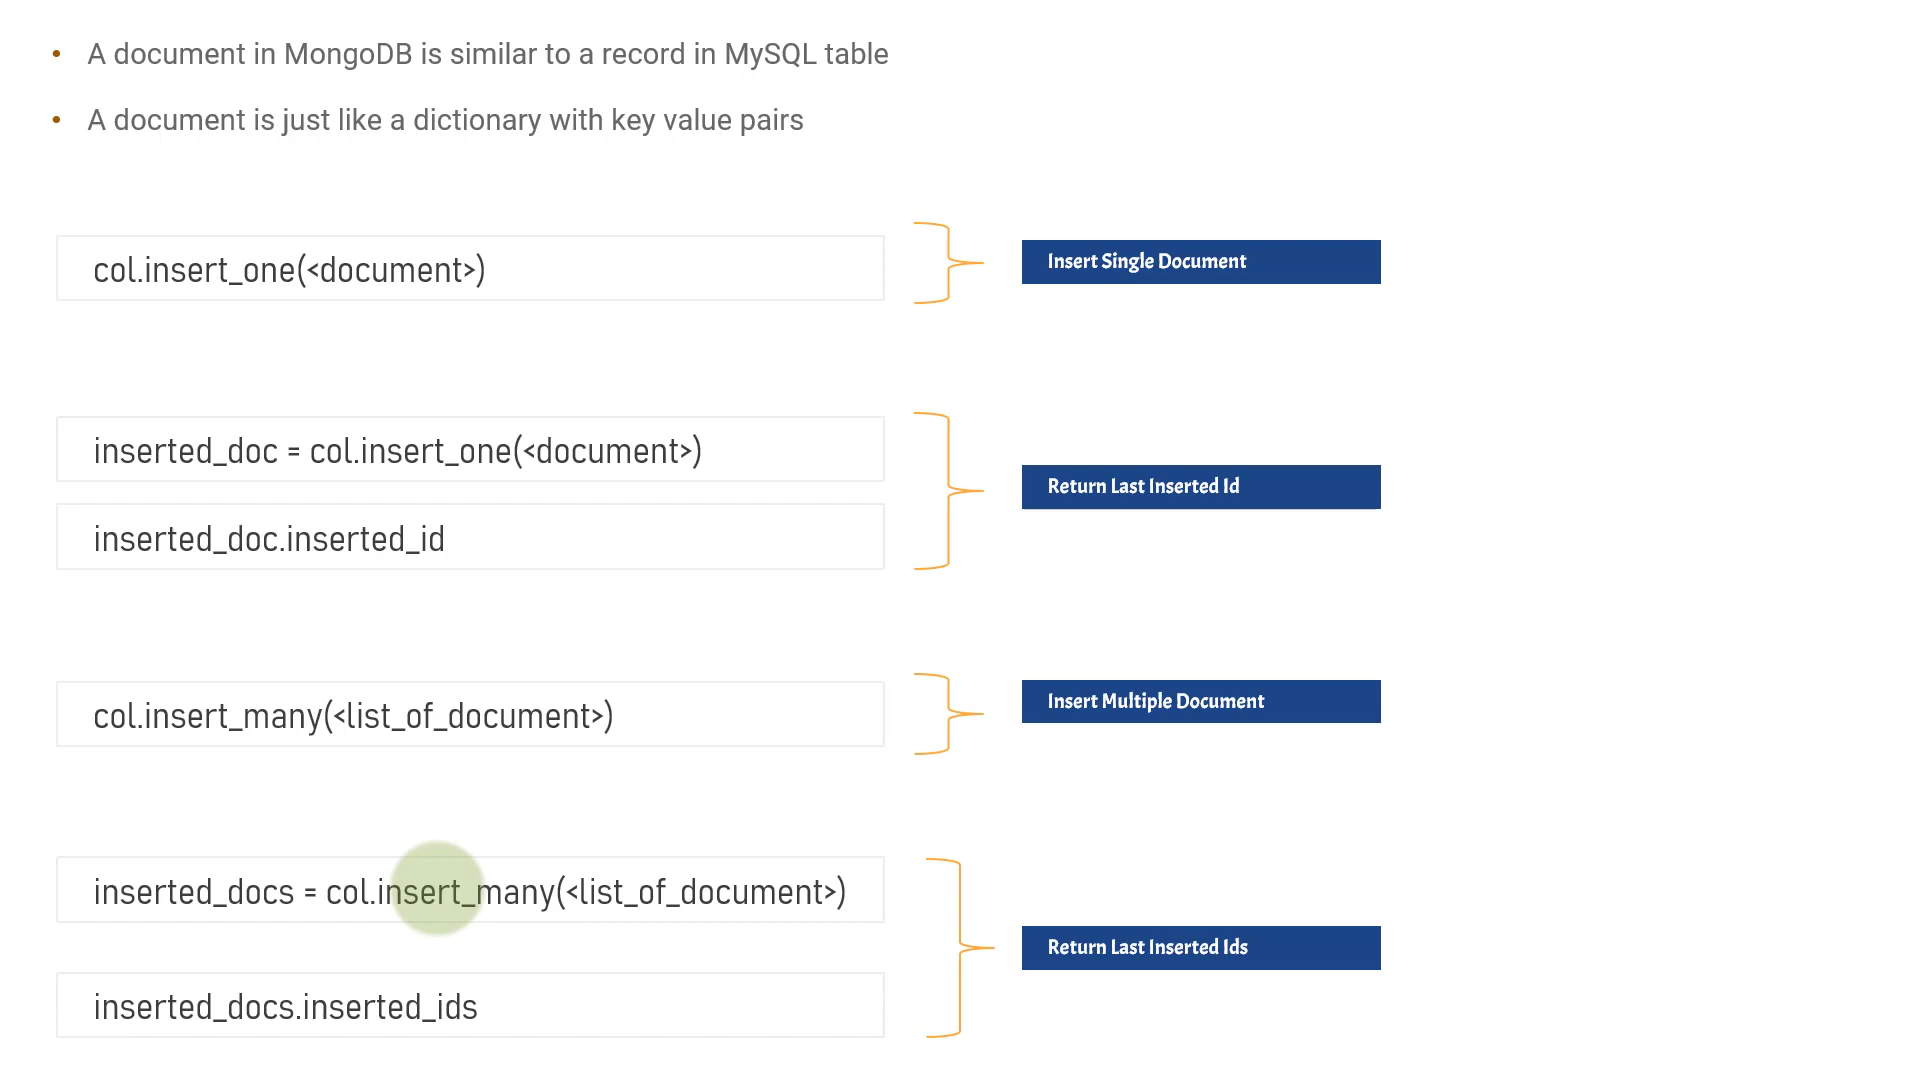 • A document in MongoDB is similar to a record in MySQL table
• A document is just like a dictionary with key value pairs
col.insert_one(<document>)
Insert Single Document
inserted_doc = col.insert_one(<document>)
inserted_doc.inserted_id
Return Last Inserted Id
col.insert_many(<list_of_document>)
Insert Multiple Document
inserted_docs = col.insert_many(<list_of_document>)
inserted_docs.inserted_ids
Return Last Inserted Ids